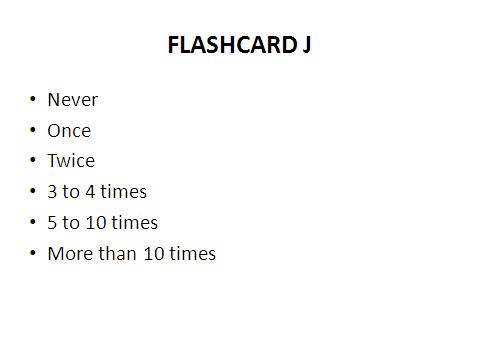 FLASHCARD J
• Never
• Once
• Twice
• 3 to 4 times
• 5 to 10 times
• More than 10 times